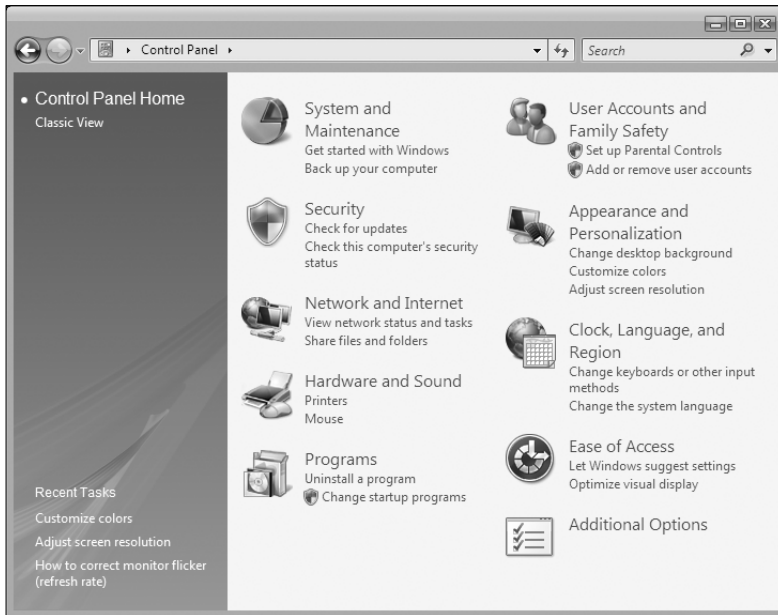 Control Panel
Search
Control Panel Home
Classic View
Recent Tasks
Customize colors
Adjust screen resolution
How to correct monitor flicker
(refresh rate)
System and
Maintenance
Get started with Windows
Back up your computer
Security
Check for updates
Check this computer's security
status
Network and Internet
View network status and tasks
Share files and folders
Hardware and Sound
Printers
Mouse
Programs
Uninstall a program
Change startup programs
User Accounts and
Family Safety
Set up Parental Controls
Add or remove user accounts
Appearance and
Personalization
Change desktop background
Customize colors
Adjust screen resolution
Clock, Language, and
Region
Change keyboards or other input
methods
Change the system language
Ease of Access
Let Windows suggest settings
Optimize visual display
Additional Options